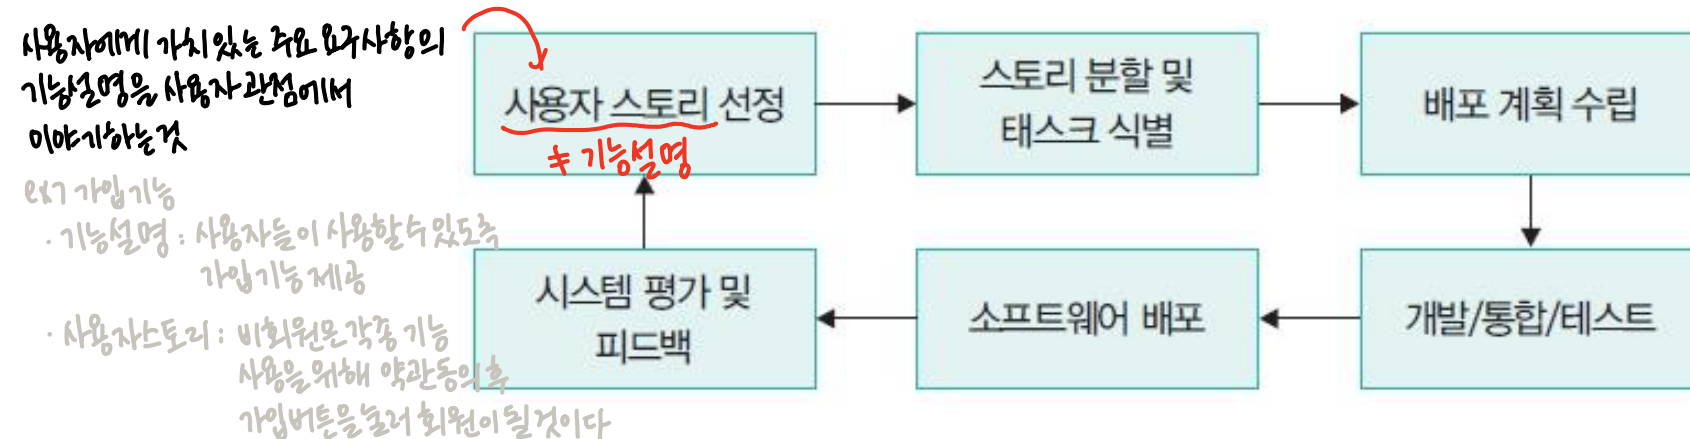 사용자에게 가치있는 주요 요구사항의
기능설명을 사용자 관점에서
이야기하는것
ex) 가입기능
· 기능설명 : 사용자들이 사용할 수 있도록
가입기능 제공
· 사용자스토리 : 비회원은 각종 기능
사용을 위해 약관동의 후
가입버튼을 눌러 회원이 될 것이다
사용자 스토리 선정
≠ 기능설명
스토리 분할 및
태스크 식별
배포 계획 수립
개발/통합/테스트
소프트웨어 배포
시스템 평가 및
피드백